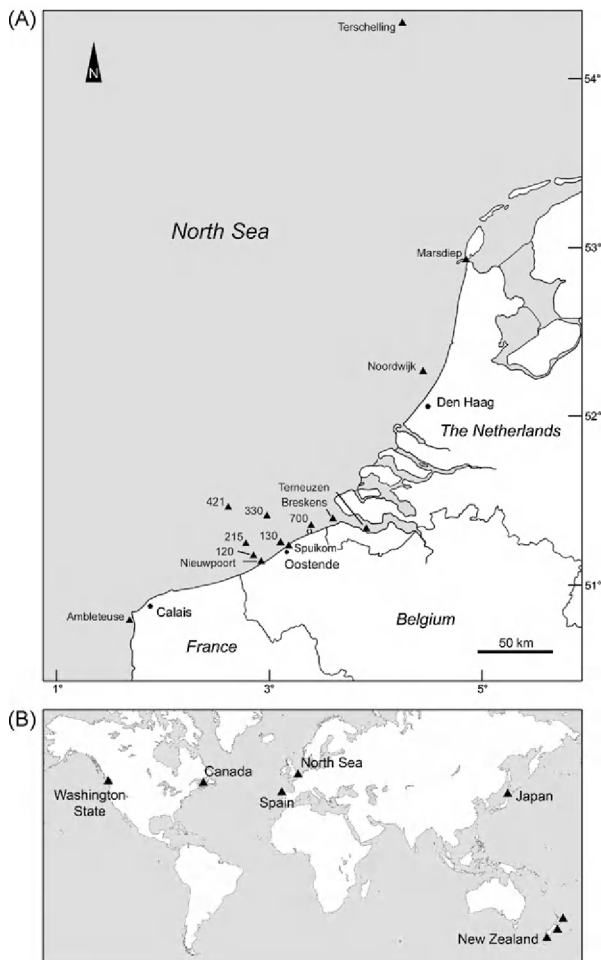 (A)
Terschelling
N
54°
North Sea
53°
Marsdiep
Noordwijk
Den Haag
52°
The Netherlands
Terneuzen
Breskens
421
330
700
215
130
Spuikom
120
Oostende
Nieuwpoort
51°
Calais
Ambleteuse
Belgium
France
50 km
1°
3°
5°
(B)
North Sea
Canada
Washington
State
Spain
Japan
New Zealand